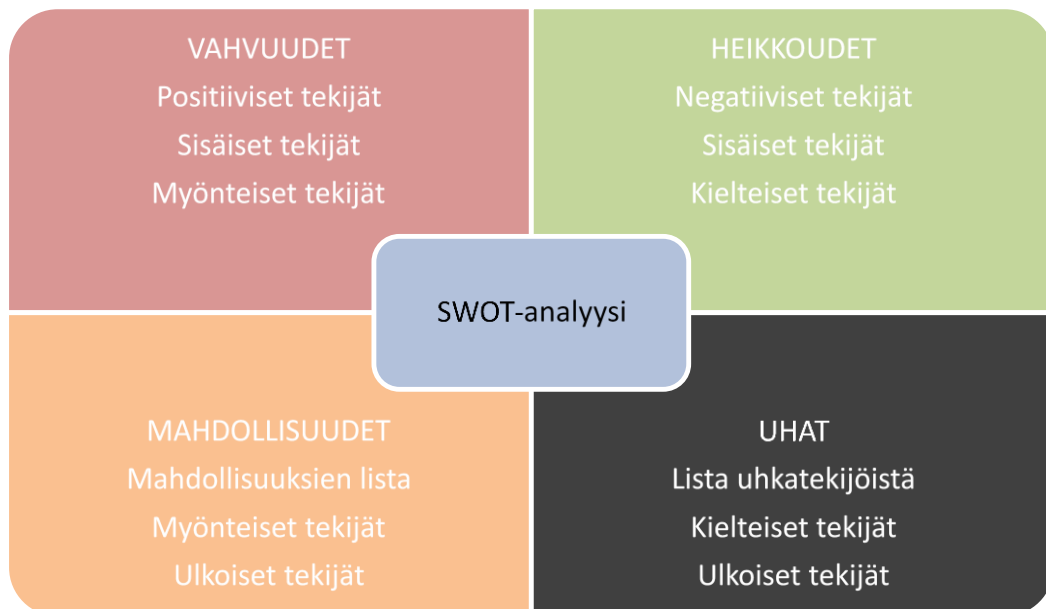 VAHVUUDET
Positiiviset tekijät
Sisäiset tekijät
Myönteiset tekijät
HEIKKOUDET
Negatiiviset tekijät
Sisäiset tekijät
Kielteiset tekijät
SWOT-analyysi
MAHDOLLISUUDET
Mahdollisuuksien lista
Myönteiset tekijät
Ulkoiset tekijät
UHAT
Lista uhkatekijöistä
Kielteiset tekijät
Ulkoiset tekijät